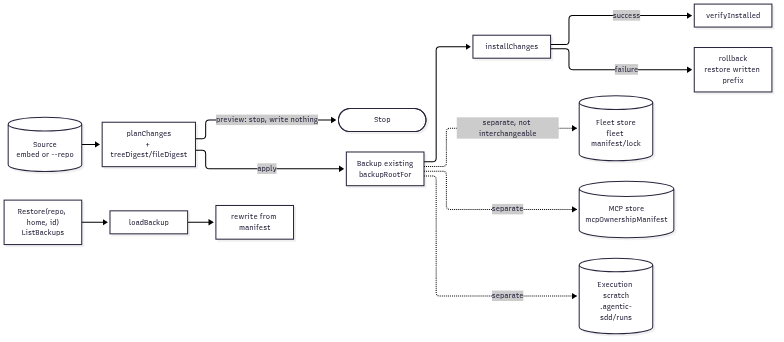 Source
embed or --repo
planChanges
+
treeDigest/fileDigest
preview: stop, write nothing
Stop
apply
Backup existing
backupRootFor
installChanges
success
verifyInstalled
failure
rollback
restore written
prefix
separate, not
interchangeable
Fleet store
fleet
manifest/lock
separate
MCP store
mcpOwnershipManifest
separate
Execution
scratch
.agentic-
sdd/runs
Restore(repo,
home, id)
ListBackups
loadBackup
rewrite from
manifest